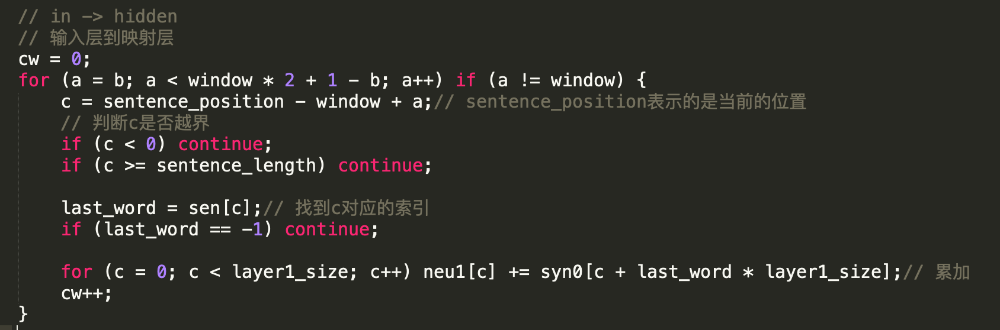 // in -> hidden
// 输入层到映射层
cw = 0;
for (a = b; a < window * 2 + 1 - b; a++) if (a != window) {
    c = sentence_position - window + a;// sentence_position表示的是当前的位置
    // 判断c是否越界
    if (c < 0) continue;
    if (c >= sentence_length) continue;

    last_word = sen[c];// 找到c对应的索引
    if (last_word == -1) continue;

    for (c = 0; c < layer1_size; c++) neu1[c] += syn0[c + last_word * layer1_size];// 累加
    cw++;
}